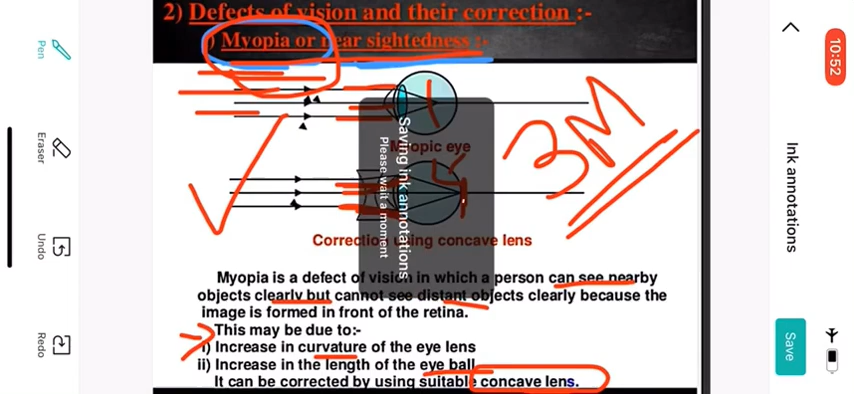 2) Defects of vision and their correction :-
i) Myopia or near sightedness :-
3M
Myopic eye
Correction using concave lens
Myopia is a defect of vision in which a person can see nearby
objects clearly but cannot see distant objects clearly because the
image is formed in front of the retina.
This may be due to:-
i) Increase in curvature of the eye lens
ii) Increase in the length of the eye ball
It can be corrected by using suitable concave lens.
Saving ink annotations
Please wait a moment
Pen
Eraser
Undo
Redo
10:52
Ink annotations
Save